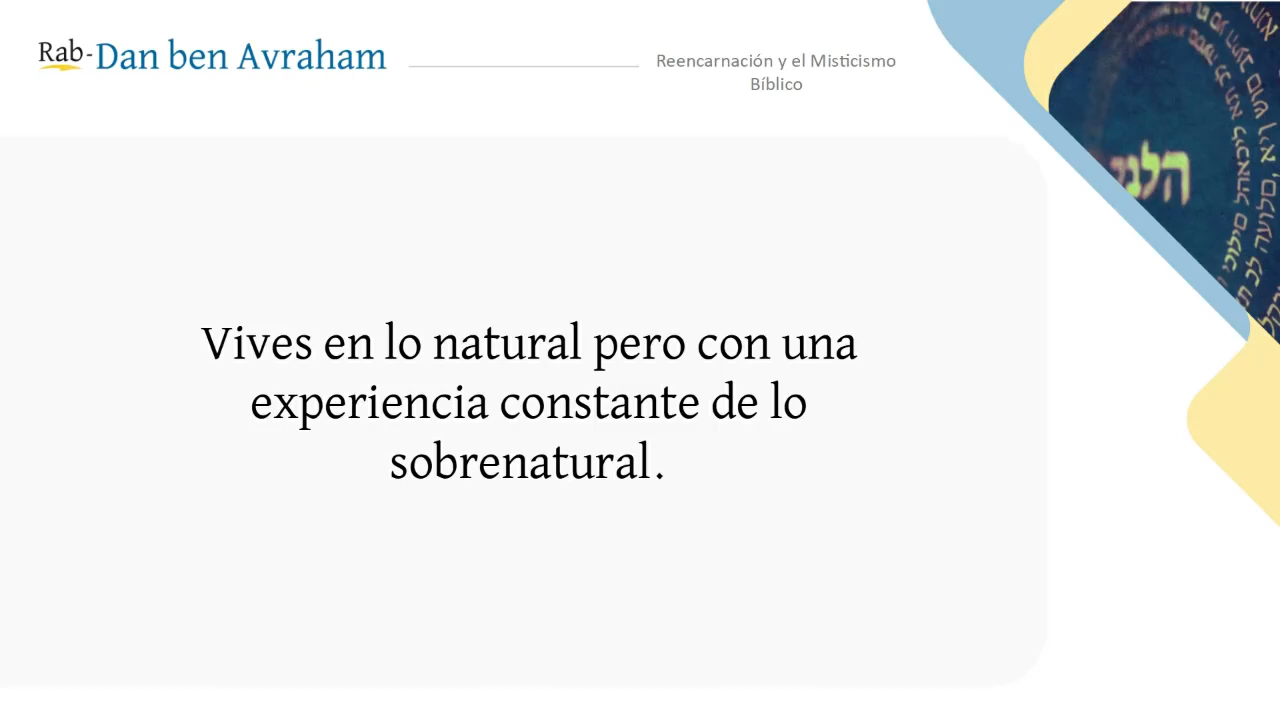 Rab-Dan ben Avraham
Reencarnación y el Misticismo
Bíblico
Vives en lo natural pero con una
experiencia constante de lo
sobrenatural.